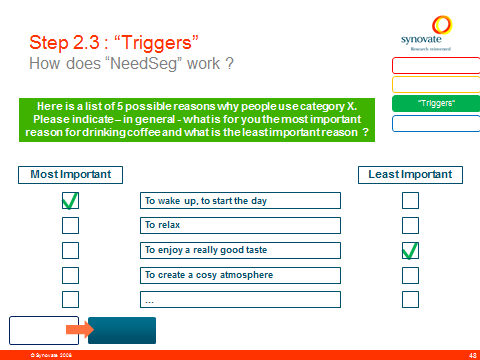 Step 2.3 : “Triggers”
How does “NeedSeg” work ?
synovate
Research reinvented
“Triggers”
Here is a list of 5 possible reasons why people use category X.
Please indicate – in general - what is for you the most important
reason for drinking coffee and what is the least important reason ?
Most Important
Least Important
To wake up, to start the day
To relax
To enjoy a really good taste
To create a cosy atmosphere
...
© Synovate 2009
43